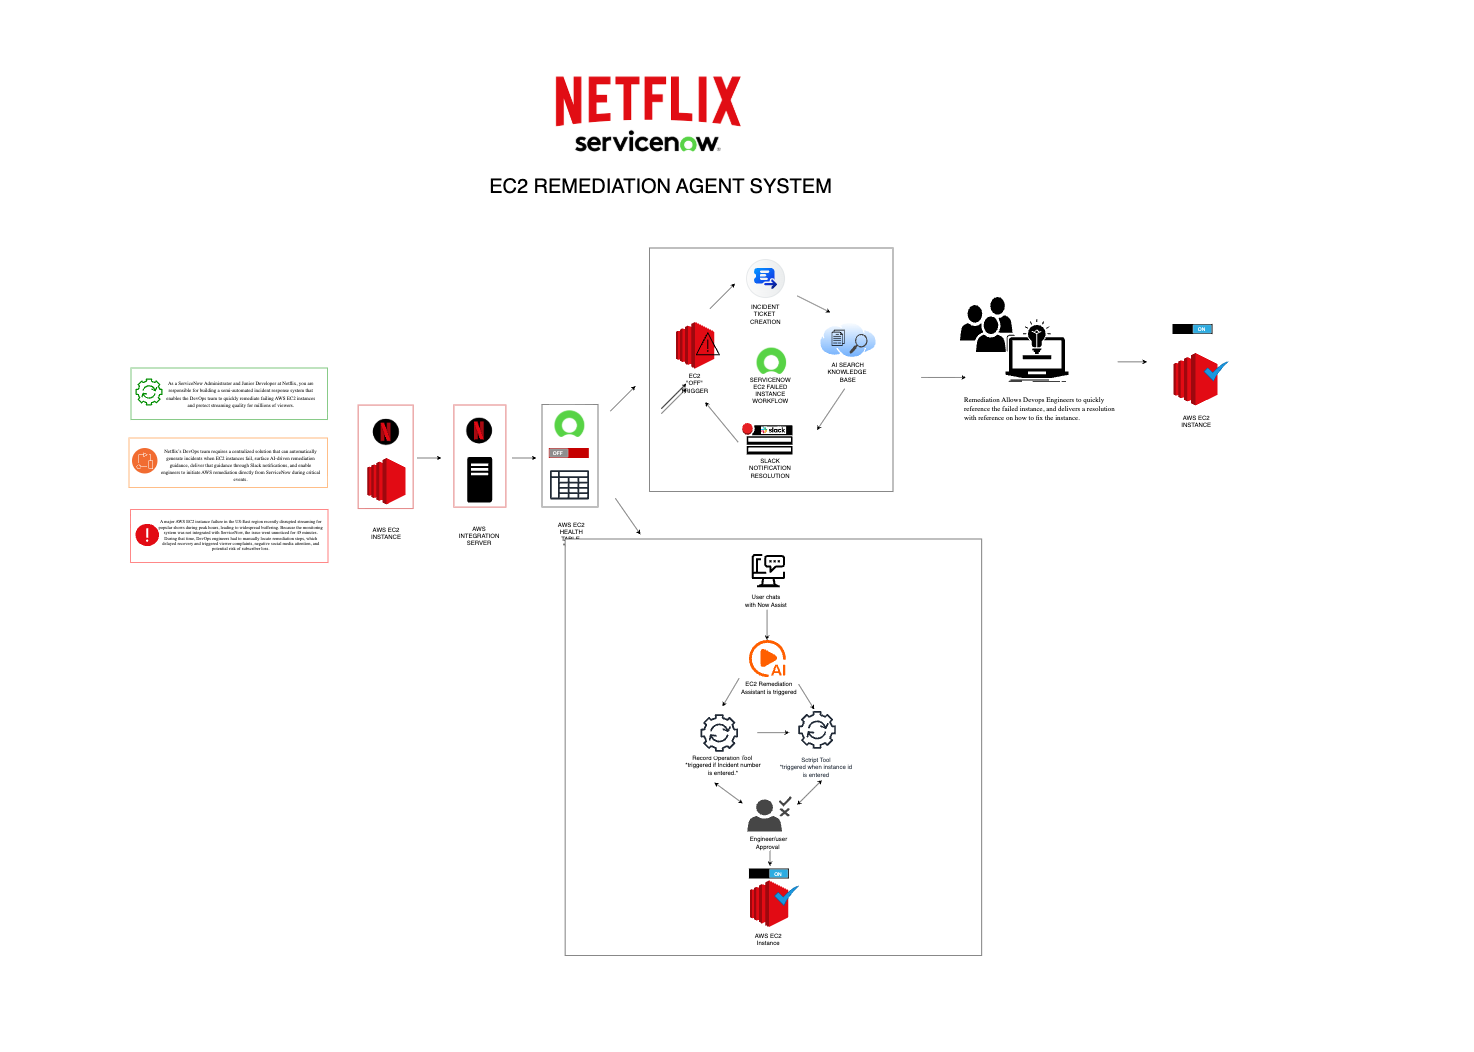 NETFLIX
servicenow
EC2 REMEDIATION AGENT SYSTEM
As a ServiceNow Administrator and Junior Developer at Netflix, you are
responsible for building a semi-automated incident response system that
enables the DevOps team to quickly remediate failing AWS EC2 instances
and protect streaming quality for millions of viewers.
Netflix's DevOps team requires a centralized solution that can automatically
generate incidents when EC2 instances fail, surface AI-driven remediation
guidance, deliver that guidance through Slack notifications, and enable
engineers to initiate AWS remediation directly from ServiceNow during critical
events.
A major AWS EC2 instance failure in the US-East region recently disrupted streaming for
popular shows during peak hours, leading to widespread buffering. Because the monitoring
system was not integrated with ServiceNow, the issue went unnoticed for 45 minutes.
During that time, DevOps engineers had to manually locate remediation steps, which
delayed recovery and triggered viewer complaints, negative social media attention, and
potential risk of subscriber loss.
N
AWS EC2
INSTANCE
N
AWS
INTEGRATION
SERVER
OFF
AWS EC2
HEALTH
TABLE
INCIDENT
TICKET
CREATION
EC2
"OFF"
TRIGGER
AI SEARCH
KNOWLEDGE
BASE
SERVICENOW
EC2 FAILED
INSTANCE
WORKFLOW
slack
SLACK
NOTIFICATION
RESOLUTION
Remediation Allows Devops Engineers to quickly
reference the failed instance, and delivers a resolution
with reference on how to fix the instance.
ON
AWS EC2
INSTANCE
User chats
with Now Assist
AI
EC2 Remediation
Assistant is triggered
Record Operation Tool
"triggered if Incident number
is entered."
Sctript Tool
"triggered when instance id
is entered
Engineer/user
Approval
ON
AWS EC2
Instance